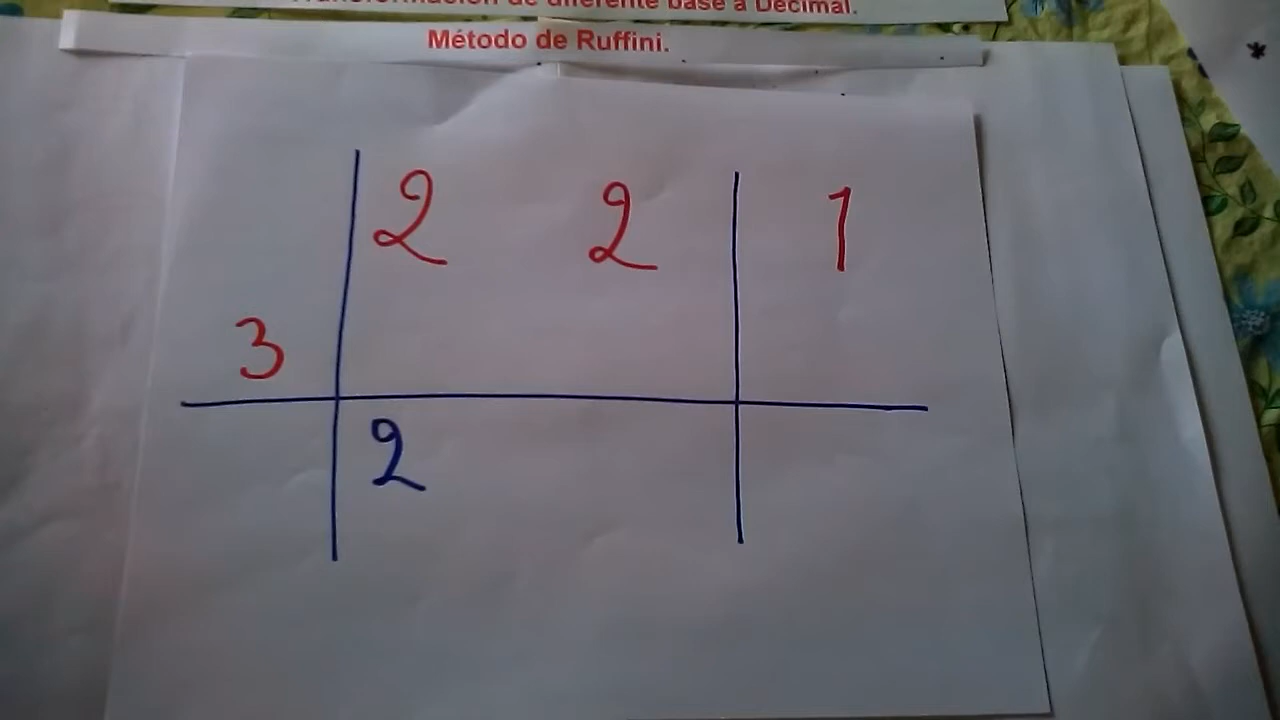 Transformación de diferente base a Decimal.
Método de Ruffini.
2 2 1
3
2